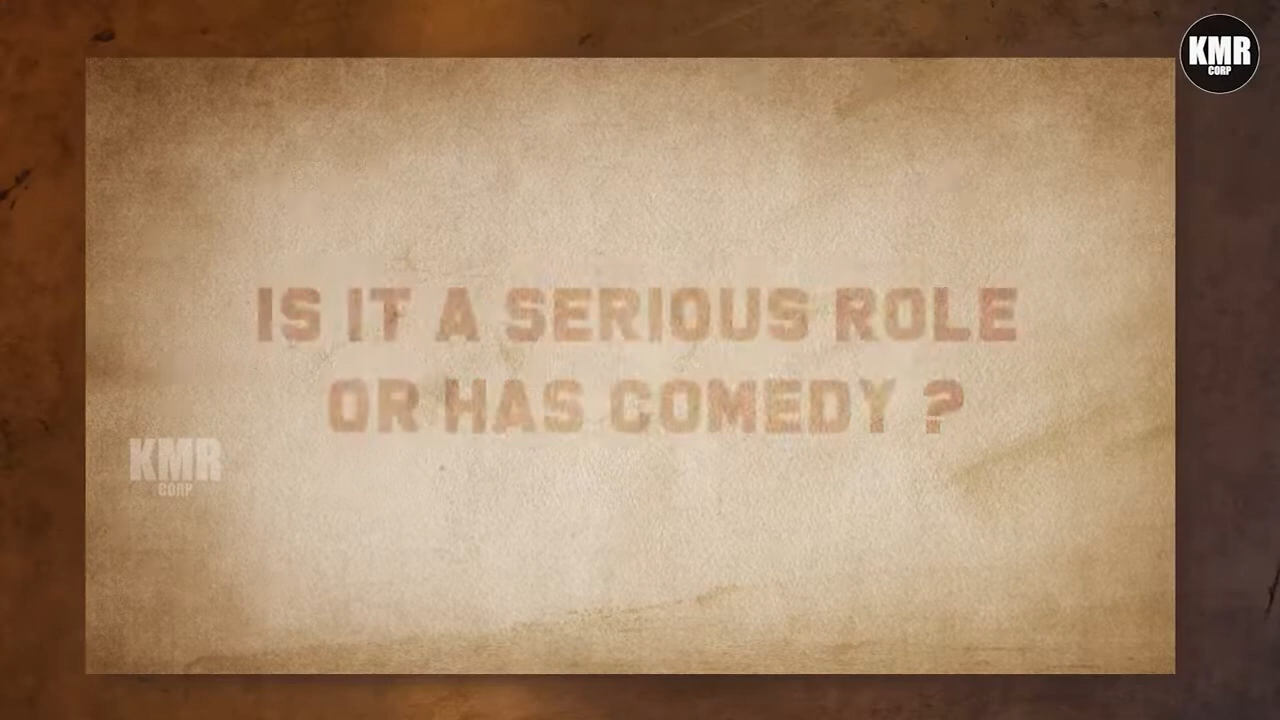 KMR
CORP
IS IT A SERIOUS ROLE
OR HAS COMEDY ?
KMR
CORP